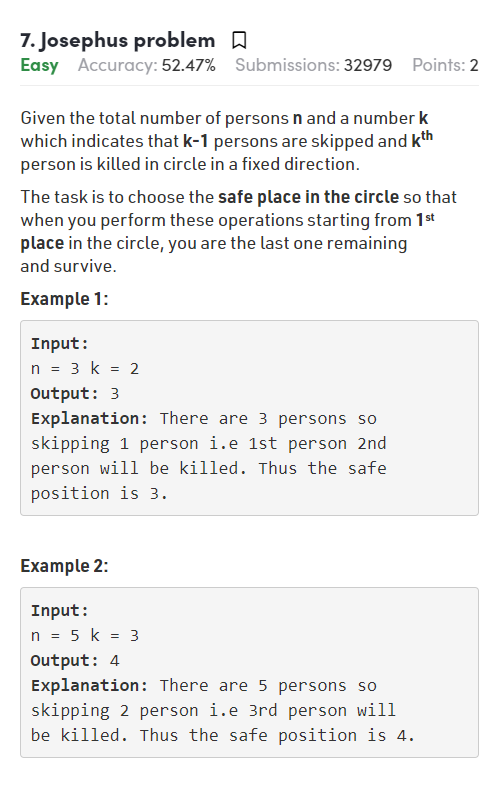 7. Josephus problem
Easy Accuracy: 52.47% Submissions: 32979 Points: 2
Given the total number of persons n and a number k
which indicates that k-1 persons are skipped and kth
person is killed in circle in a fixed direction.
The task is to choose the safe place in the circle so that
when you perform these operations starting from 1st
place in the circle, you are the last one remaining
and survive.
Example 1:
Input:
n = 3 k = 2
Output: 3
Explanation: There are 3 persons so
skipping 1 person i.e 1st person 2nd
person will be killed. Thus the safe
position is 3.
Example 2:
Input:
n = 5 k = 3
Output: 4
Explanation: There are 5 persons so
skipping 2 person i.e 3rd person will
be killed. Thus the safe position is 4.